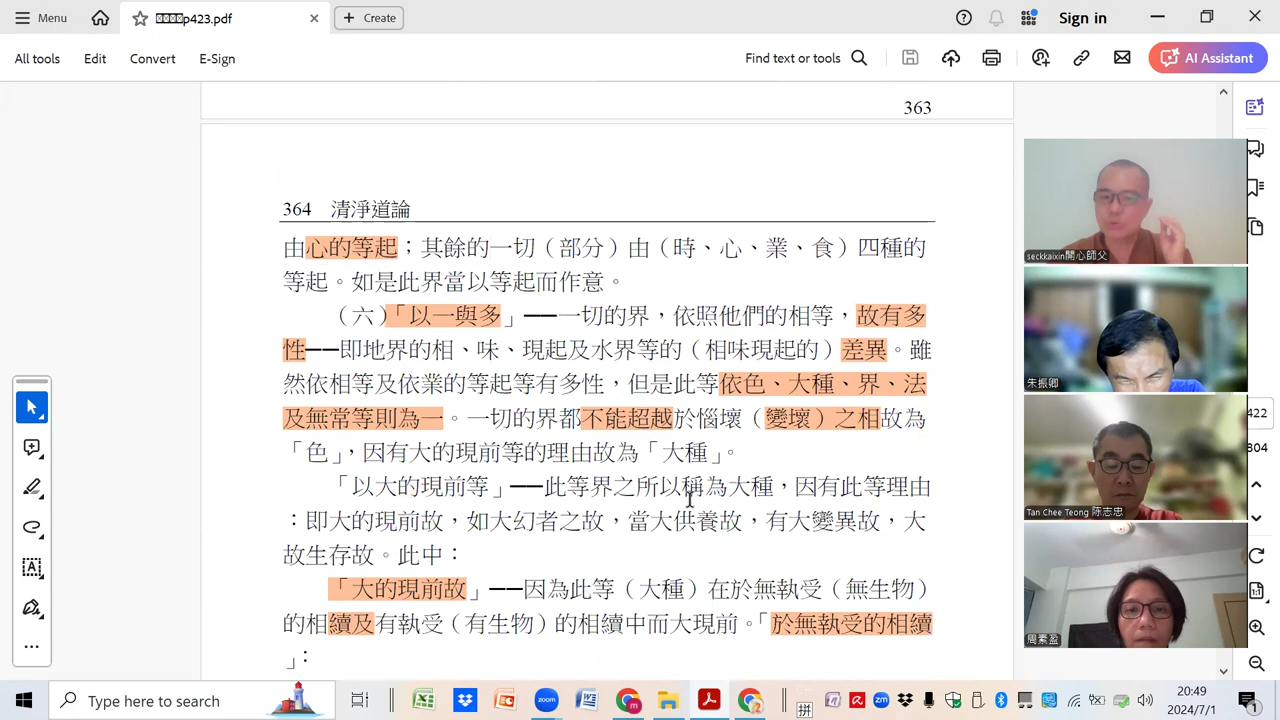 Menu
p423.pdf
Create
Sign in
All tools
Edit
Convert
E-Sign
Find text or tools
AI Assistant
363
364 清淨道論
由心的等起；其餘的一切（部分）由（時、心、業、食）四種的
等起。如是此界當以等起而作意。
（六）「以一與多」──一切的界，依照他們的相等，故有多
性──即地界的相、味、現起及水界等的（相味現起的）差異。雖
然依相等及依業的等起等有多性，但是此等依色、大種、界、法
及無常等則為一。一切的界都不能超越於惱壞（變壞）之相故為
「色」，因有大的現前等的理由故為「大種」。
「以大的現前等」──此等界之所以稱為大種，因有此等理由
：即大的現前故，如大幻者之故，當大供養故，有大變異故，大
故生存故。此中：
「大的現前故」──因為此等（大種）在於無執受（無生物）
的相續及有執受（有生物）的相續中而大現前。「於無執受的相續
」：
seckkaixin開心師父
朱振卿
Tan Chee Teong 陈志忠
周素盈
422
804
1:1
Type here to search
拼
20:49
2024/7/1
1